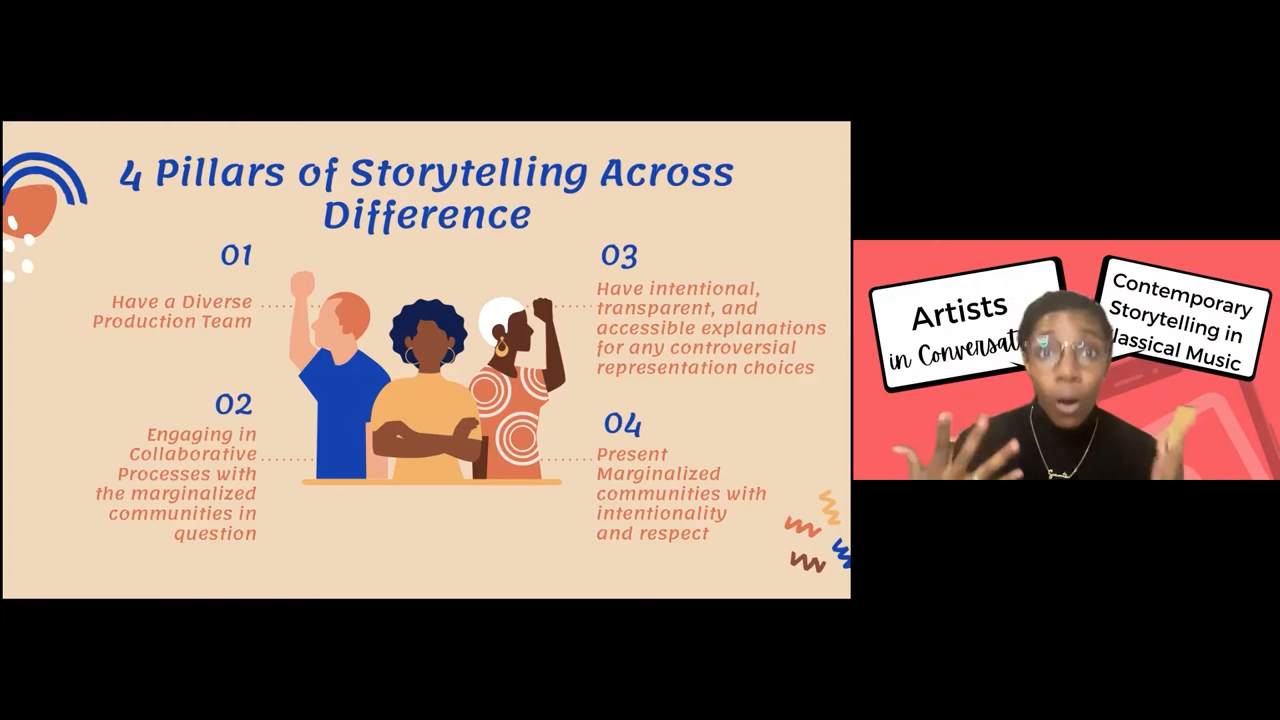 4 Pillars of Storytelling Across
Difference
01
Have a Diverse
Production Team
02
Engaging in
Collaborative
Processes with
the marginalized
communities in
question
03
Have intentional,
transparent, and
accessible explanations
for any controversial
representation choices
04
Present
Marginalized
communities with
intentionality
and respect
Artists
in
Contemporary
Storytelling in
Music